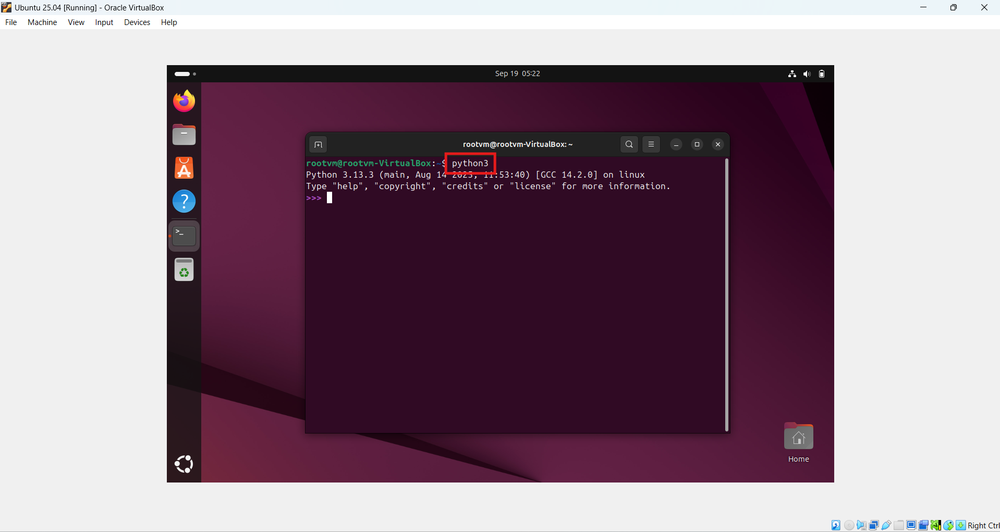 Ubuntu 25.04 [Running] - Oracle VirtualBox
File Machine View Input Devices Help
Sep 19 05:22
rootvm@rootvm-VirtualBox: ~
rootvm@rootvm-VirtualBox:~$ python3
Python 3.13.3 (main, Aug 14 2025, 11:53:40) [GCC 14.2.0] on linux
Type "help", "copyright", "credits" or "license" for more information.
>>>
Home
Right Ctrl